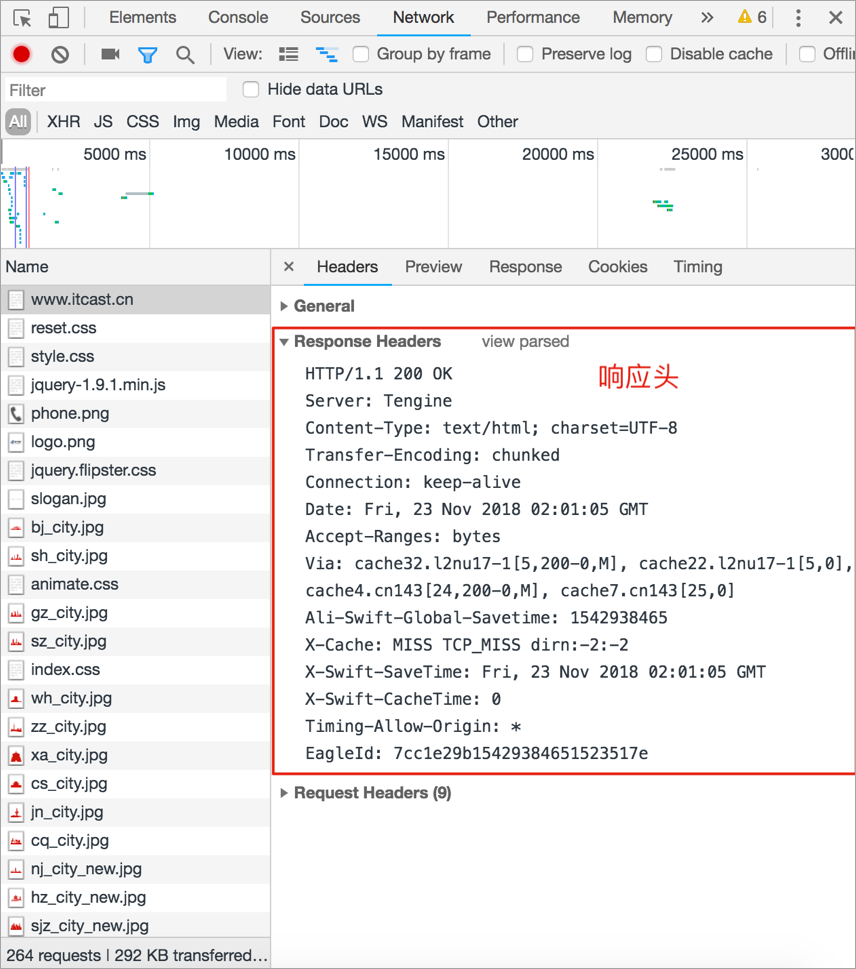 Elements Console Sources Network Performance Memory » 6
View: Group by frame Preserve log Disable cache Offli
Filter Hide data URLs
All XHR JS CSS Img Media Font Doc WS Manifest Other
5000 ms 10000 ms 15000 ms 20000 ms 25000 ms 3000
Name
www.itcast.cn
reset.css
style.css
jquery-1.9.1.min.js
phone.png
logo.png
jquery.flipster.css
slogan.jpg
bj_city.jpg
sh_city.jpg
animate.css
gz_city.jpg
sz_city.jpg
index.css
wh_city.jpg
zz_city.jpg
xa_city.jpg
cs_city.jpg
jn_city.jpg
cq_city.jpg
nj_city_new.jpg
hz_city_new.jpg
sjz_city_new.jpg
264 requests | 292 KB transferred...
× Headers Preview Response Cookies Timing
General
Response Headers view parsed
响应头
HTTP/1.1 200 OK
Server: Tengine
Content-Type: text/html; charset=UTF-8
Transfer-Encoding: chunked
Connection: keep-alive
Date: Fri, 23 Nov 2018 02:01:05 GMT
Accept-Ranges: bytes
Via: cache32.l2nu17-1[5,200-0,M], cache22.l2nu17-1[5,0],
cache4.cn143[24,200-0,M], cache7.cn143[25,0]
Ali-Swift-Global-Savetime: 1542938465
X-Cache: MISS TCP_MISS dirn:-2:-2
X-Swift-SaveTime: Fri, 23 Nov 2018 02:01:05 GMT
X-Swift-CacheTime: 0
Timing-Allow-Origin: *
EagleId: 7cc1e29b15429384651523517e
Request Headers (9)